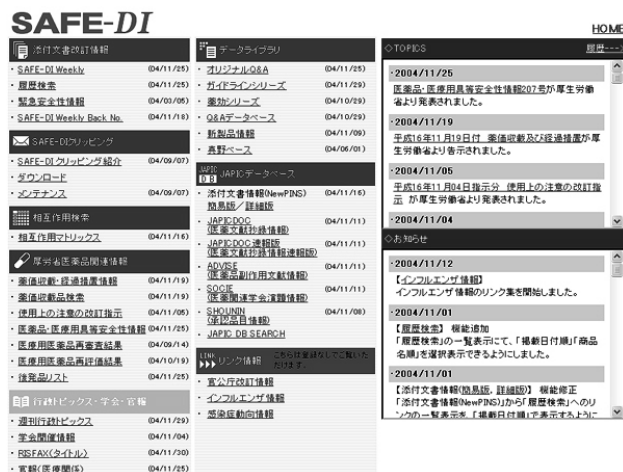 SAFE-DI
HOME
添付文書改訂情報
・SAFE-DI Weekly (04/11/25)
・履歴検索 (04/11/25)
・緊急安全性情報 (04/03/05)
・SAFE-DI Weekly Back No. (04/11/18)
SAFE-DIクリッピング
・SAFE-DI クリッピング紹介 (04/09/07)
・ダウンロード
・メンテナンス (04/09/07)
相互作用検索
・相互作用マトリックス (04/11/16)
厚労省医薬品関連情報
・薬価収載・経過措置情報 (04/11/19)
・薬価収載品検索 (04/11/19)
・使用上の注意の改訂指示 (04/11/05)
・医薬品・医療用具等安全性情報 (04/11/25)
・医療用医薬品再審査結果 (04/09/14)
・医療用医薬品再評価結果 (04/10/19)
・後発品リスト (04/11/25)
行政トピックス・学会・官報
・週刊行政トピックス (04/11/29)
・学会開催情報 (04/11/04)
・RISFAX(タイトル) (04/11/30)
・官報(医療関係) (04/11/25)
データライブラリ
・オリジナルQ&A (04/11/25)
・ガイドラインシリーズ (04/11/29)
・薬効シリーズ (04/10/29)
・Q&Aデータベース (04/10/29)
・新製品情報 (04/11/09)
・真野ベース (04/06/01)
JAPIC DB JAPICデータベース
・添付文書情報(NewPINS) (04/11/16)
簡易版/詳細版
・JAPICDOC (04/11/11)
(医薬文献抄録情報)
・JAPICDOC速報版 (04/11/11)
(医薬文献抄録情報速報版)
・ADVISE (04/11/11)
(医薬品副作用文献情報)
・SOCIE (04/11/11)
(医薬関連学会演題情報)
・SHOUNIN (04/11/08)
(承認品目情報)
・JAPIC DB SEARCH
LINK リンク情報 こちらは登録なしでご覧いただけます。
・官公庁改訂情報
・インフルエンザ情報
・感染症動向情報
◇TOPICS 履歴---›
・2004/11/25
医薬品・医療用具等安全性情報207号が厚生労働
省より発表されました。
・2004/11/19
平成16年11月19日付 薬価収載及び経過措置が厚
生労働省より告示されました。
・2004/11/05
平成16年11月04日指示分 使用上の注意の改訂指
示 が厚生労働省より発表されました。
・2004/11/04
◇お知らせ
・2004/11/12
【インフルエンザ情報】
インフルエンザ情報のリンク集を開始しました。
・2004/11/01
【履歴検索】 機能追加
「履歴検索」の一覧表示にて、「掲載日付順」「商品
名順」を選択表示できるようにしました。
・2004/11/01
【添付文書情報(簡易版, 詳細版)】 機能修正
「添付文書情報(NewPINS)」から「履歴検索」へのリ
ンクの一覧表示を、「掲載日付順」で表示するように